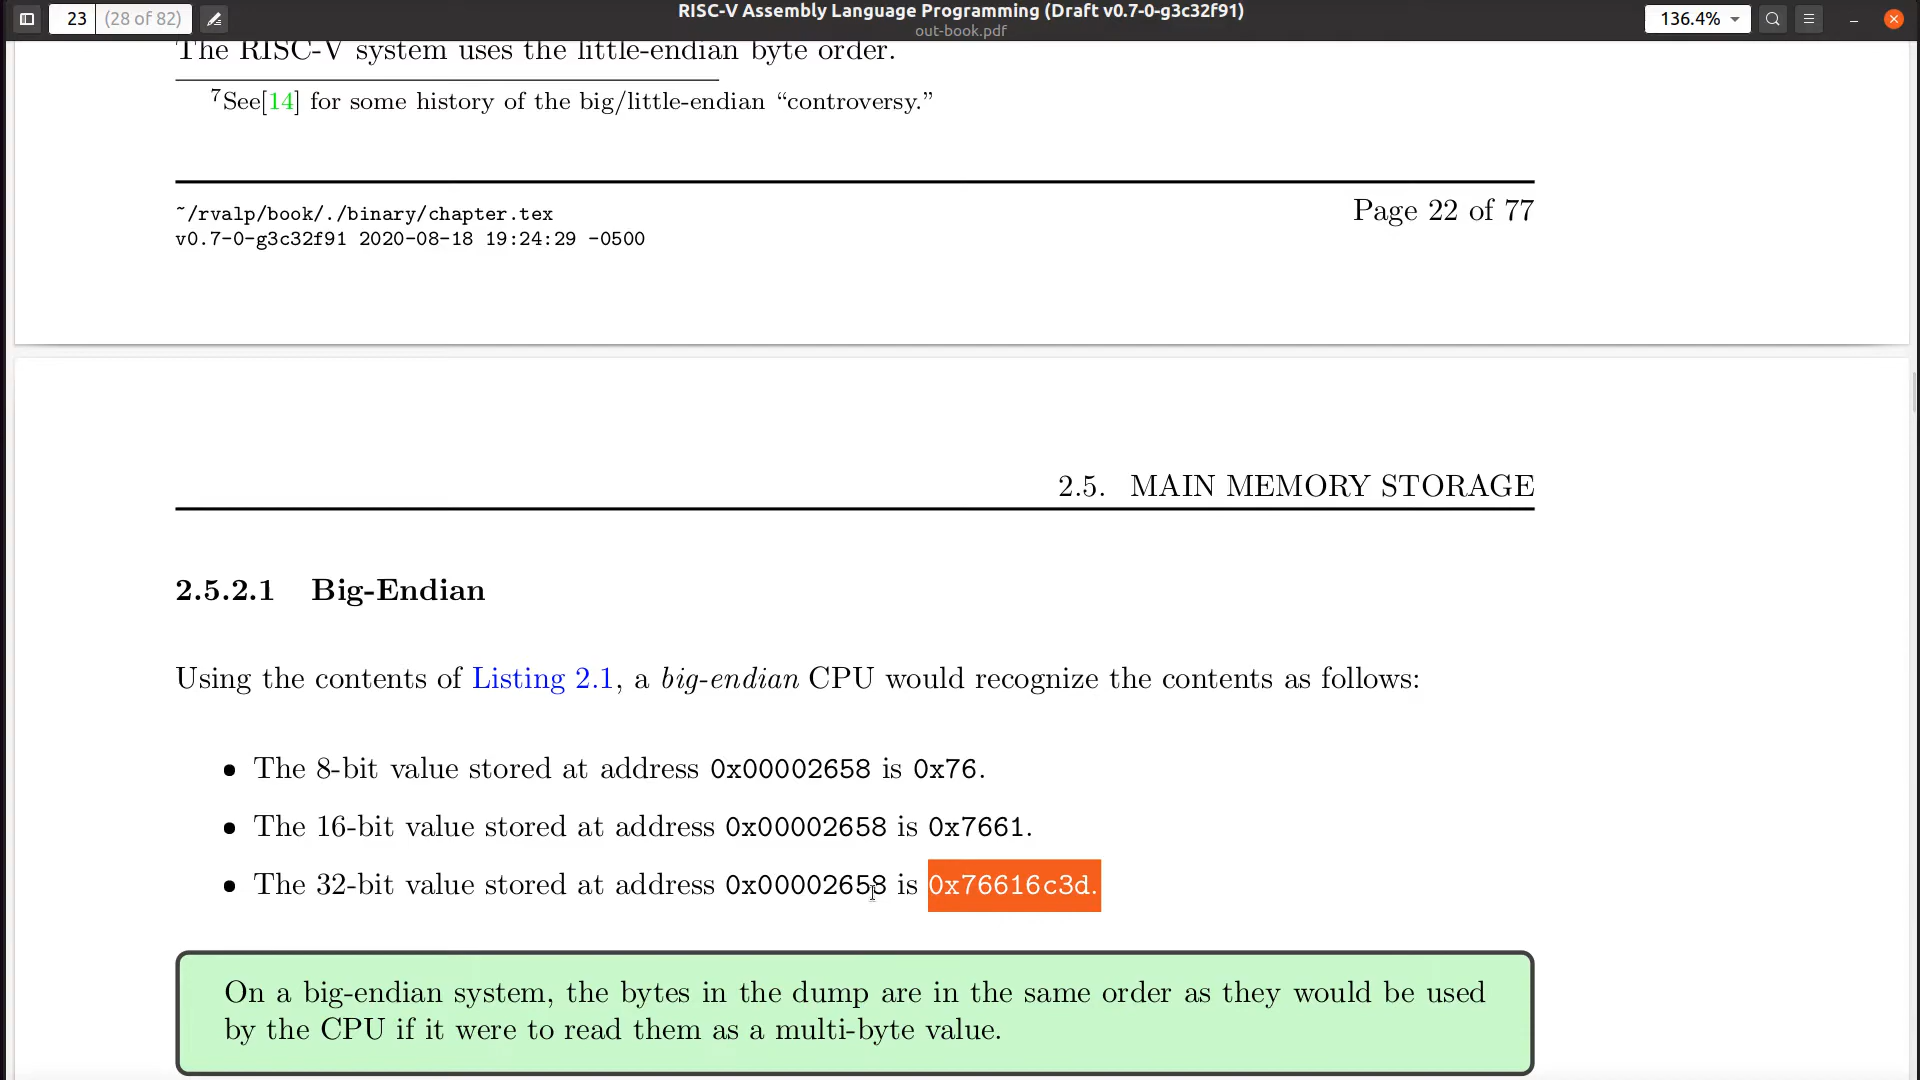 23 (28 of 82)
RISC-V Assembly Language Programming (Draft v0.7-0-g3c32f91)
out-book.pdf
136.4%
The RISC-V system uses the little-endian byte order.
7See[14] for some history of the big/little-endian “controversy.”
~/rvalp/book/./binary/chapter.tex
v0.7-0-g3c32f91 2020-08-18 19:24:29 -0500
Page 22 of 77
2.5. MAIN MEMORY STORAGE
2.5.2.1 Big-Endian
Using the contents of Listing 2.1, a big-endian CPU would recognize the contents as follows:
• The 8-bit value stored at address 0x00002658 is 0x76.
• The 16-bit value stored at address 0x00002658 is 0x7661.
• The 32-bit value stored at address 0x00002658 is 0x76616c3d.
On a big-endian system, the bytes in the dump are in the same order as they would be used
by the CPU if it were to read them as a multi-byte value.